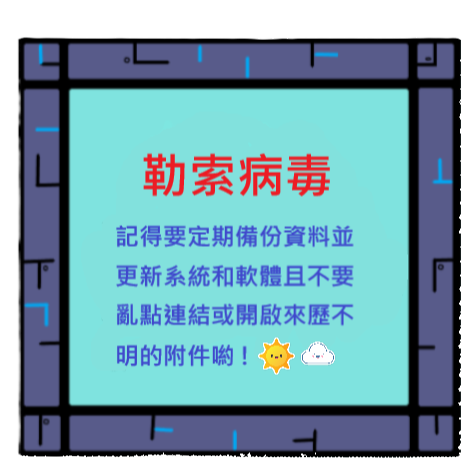 勒索病毒
記得要定期備份資料並
更新系統和軟體且不要
亂點連結或開啟來歷不
明的附件喲！